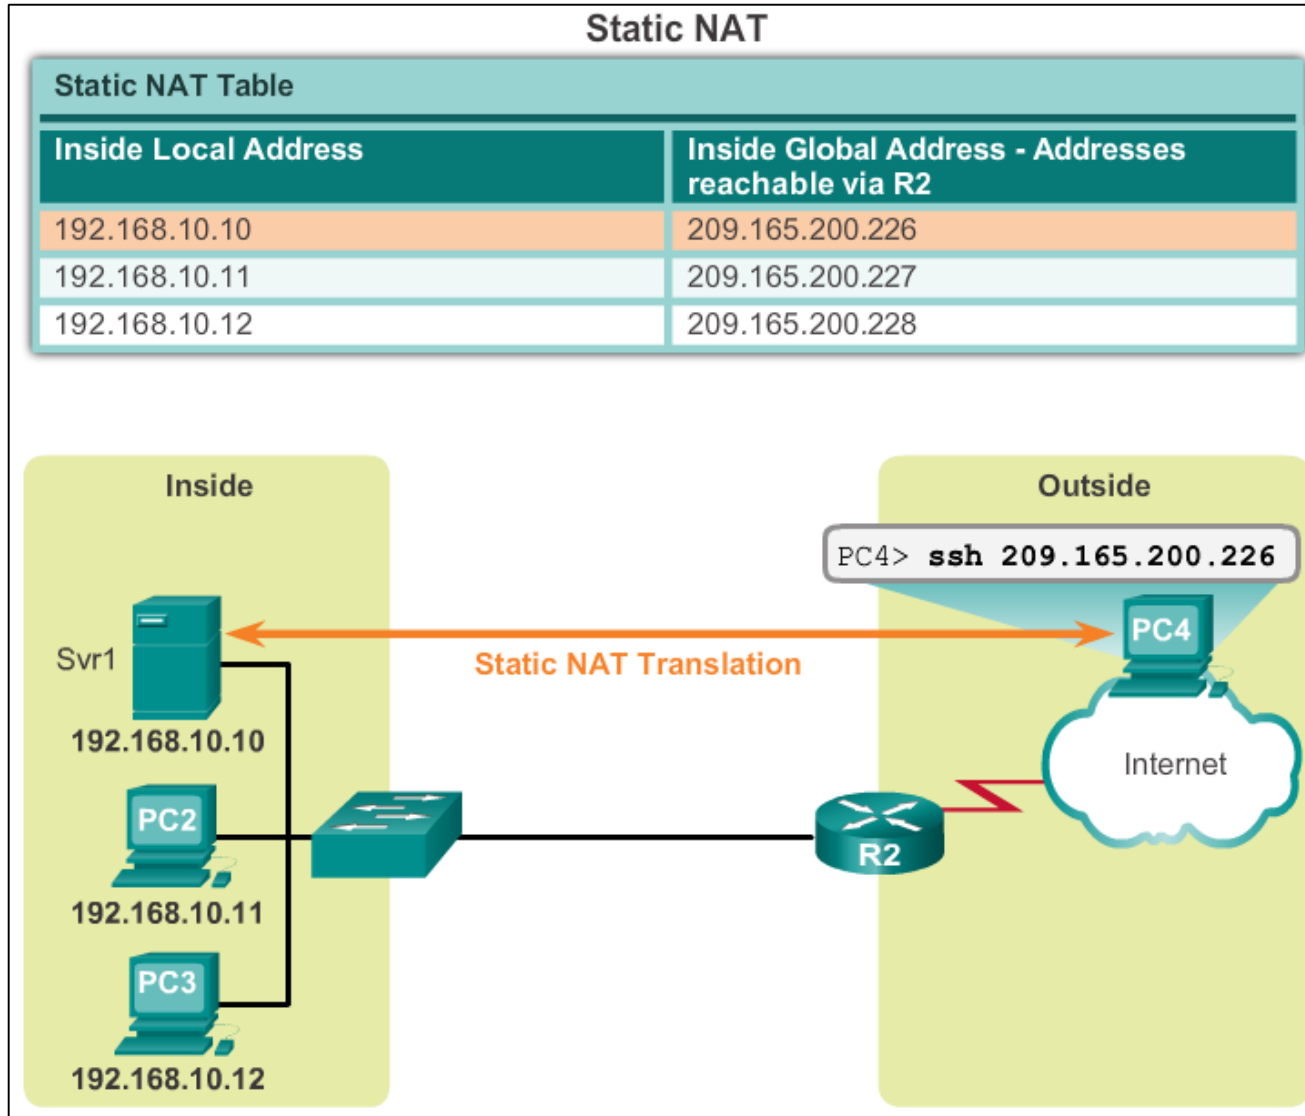 Static NAT
Static NAT Table
Inside Local Address
Inside Global Address - Addresses
reachable via R2
192.168.10.10
209.165.200.226
192.168.10.11
209.165.200.227
192.168.10.12
209.165.200.228
Inside
Outside
PC4> ssh 209.165.200.226
Svr1
Static NAT Translation
PC4
192.168.10.10
Internet
PC2
R2
192.168.10.11
PC3
192.168.10.12